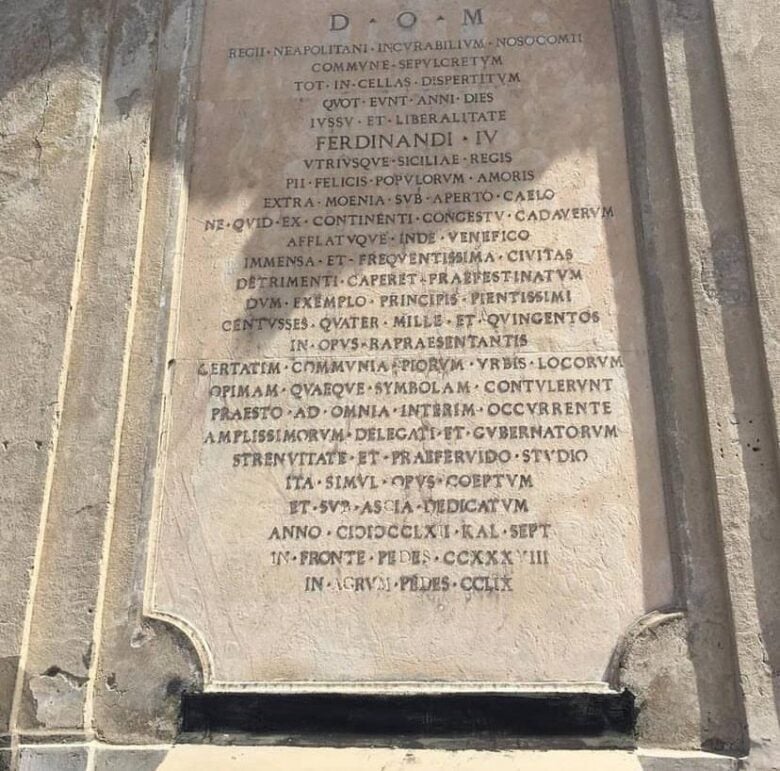 D · O · M
REGII · NEAPOLITANI · INCVRABILIVM · NOSOCOMII
COMMVNE · SEPVLCRETVM
TOT · IN · CELLAS · DISPERTITVM
QVOT · EVNT · ANNI · DIES
IVSSV · ET · LIBERALITATE
FERDINANDI · IV
VTRIVSQVE · SICILIAE · REGIS
PII · FELICIS · POPVLORVM · AMORIS
EXTRA · MOENIA · SVB · APERTO · CAELO
NE · QVID · EX · CONTINENTI · CONGESTV · CADAVERVM
AFFLATVQVE · INDE · VENEFICO
IMMENSA · ET · FREQVENTISSIMA · CIVITAS
DETRIMENTI · CAPERET · PRAEFESTINATVM
DVM · EXEMPLO · PRINCIPIS · PIENTISSIMI
CENTVSSES · QVATER · MILLE · ET · QVINGENTOS
IN · OPVS · RAPRAESENTANTIS
CERTATIM · COMMVNIA · PIORVM · VRBIS · LOCORVM
OPIMAM · QVAEQVE · SYMBOLAM · CONTVLERVNT
PRAESTO · AD · OMNIA · INTERIM · OCCVRRENTE
AMPLISSIMORVM · DELEGATI · ET · GVBERNATORVM
STRENVITATE · ET · PRAEFERVIDO · STVDIO
ITA · SIMVL · OPVS · COEPTVM
ET · SVB · ASCIA · DEDICATVM
ANNO · CIↃIↃCCLXII · KAL · SEPT
IN · FRONTE · PEDES · CCXXXVIII
IN · AGRVM · PEDES · CCLIX